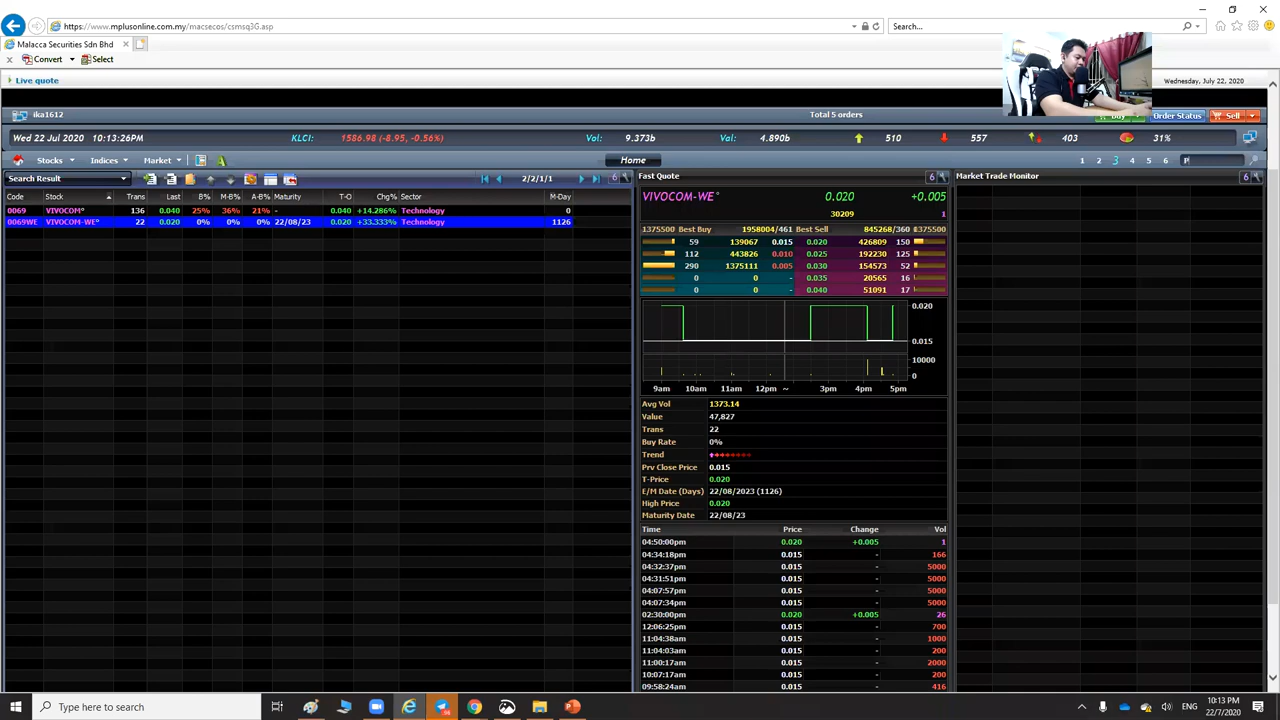 https://www.mplusonline.com.my/macsecos/csmsq3G.asp
Search...
Malacca Securities Sdn Bhd
Convert
Select
Live quote
Wednesday, July 22, 2020
ika1612
Total 5 orders
Buy
Order Status
Sell
Wed 22 Jul 2020 10:13:26PM
KLCI: 1586.98 (-8.95, -0.56%)
Vol: 9.373b
Vol: 4.890b
510
557
403
31%
Stocks
Indices
Market
Home
1 2 3 4 5 6
P
Search Result
2/2/1/1
6
Fast Quote
6
Market Trade Monitor
6
Code Stock Trans Last B% M-B% A-B% Maturity T-O Chg% Sector M-Day
0069 VIVOCOM° 136 0.040 25% 36% 21% - 0.040 +14.286% Technology 0
0069WE VIVOCOM-WE° 22 0.020 0% 0% 0% 22/08/23 0.020 +33.333% Technology 1126
VIVOCOM-WE° 0.020 +0.005
30209 1
1375500 Best Buy 1958004/461 Best Sell 845268/360 1375500
59 139067 0.015 0.020 426809 150
112 443826 0.010 0.025 192230 125
290 1375111 0.005 0.030 154573 52
0 0 - 0.035 20565 16
0 0 - 0.040 51091 17
0.020
0.015
10000
0
9am 10am 11am 12pm ~ 3pm 4pm 5pm
Avg Vol 1373.14
Value 47,827
Trans 22
Buy Rate 0%
Trend
Prv Close Price 0.015
T-Price 0.020
E/M Date (Days) 22/08/2023 (1126)
High Price 0.020
Maturity Date 22/08/23
Time Price Change Vol
04:50:00pm 0.020 +0.005 1
04:34:18pm 0.015 - 166
04:32:37pm 0.015 - 5000
04:31:51pm 0.015 - 5000
04:07:57pm 0.015 - 5000
04:07:34pm 0.015 - 5000
02:30:00pm 0.020 +0.005 26
12:06:25pm 0.015 - 700
11:04:38am 0.015 - 1000
11:04:03am 0.015 - 200
11:00:17am 0.015 - 2000
10:07:17am 0.015 - 200
09:58:24am 0.015 - 416
Type here to search
ENG
10:13 PM
22/7/2020